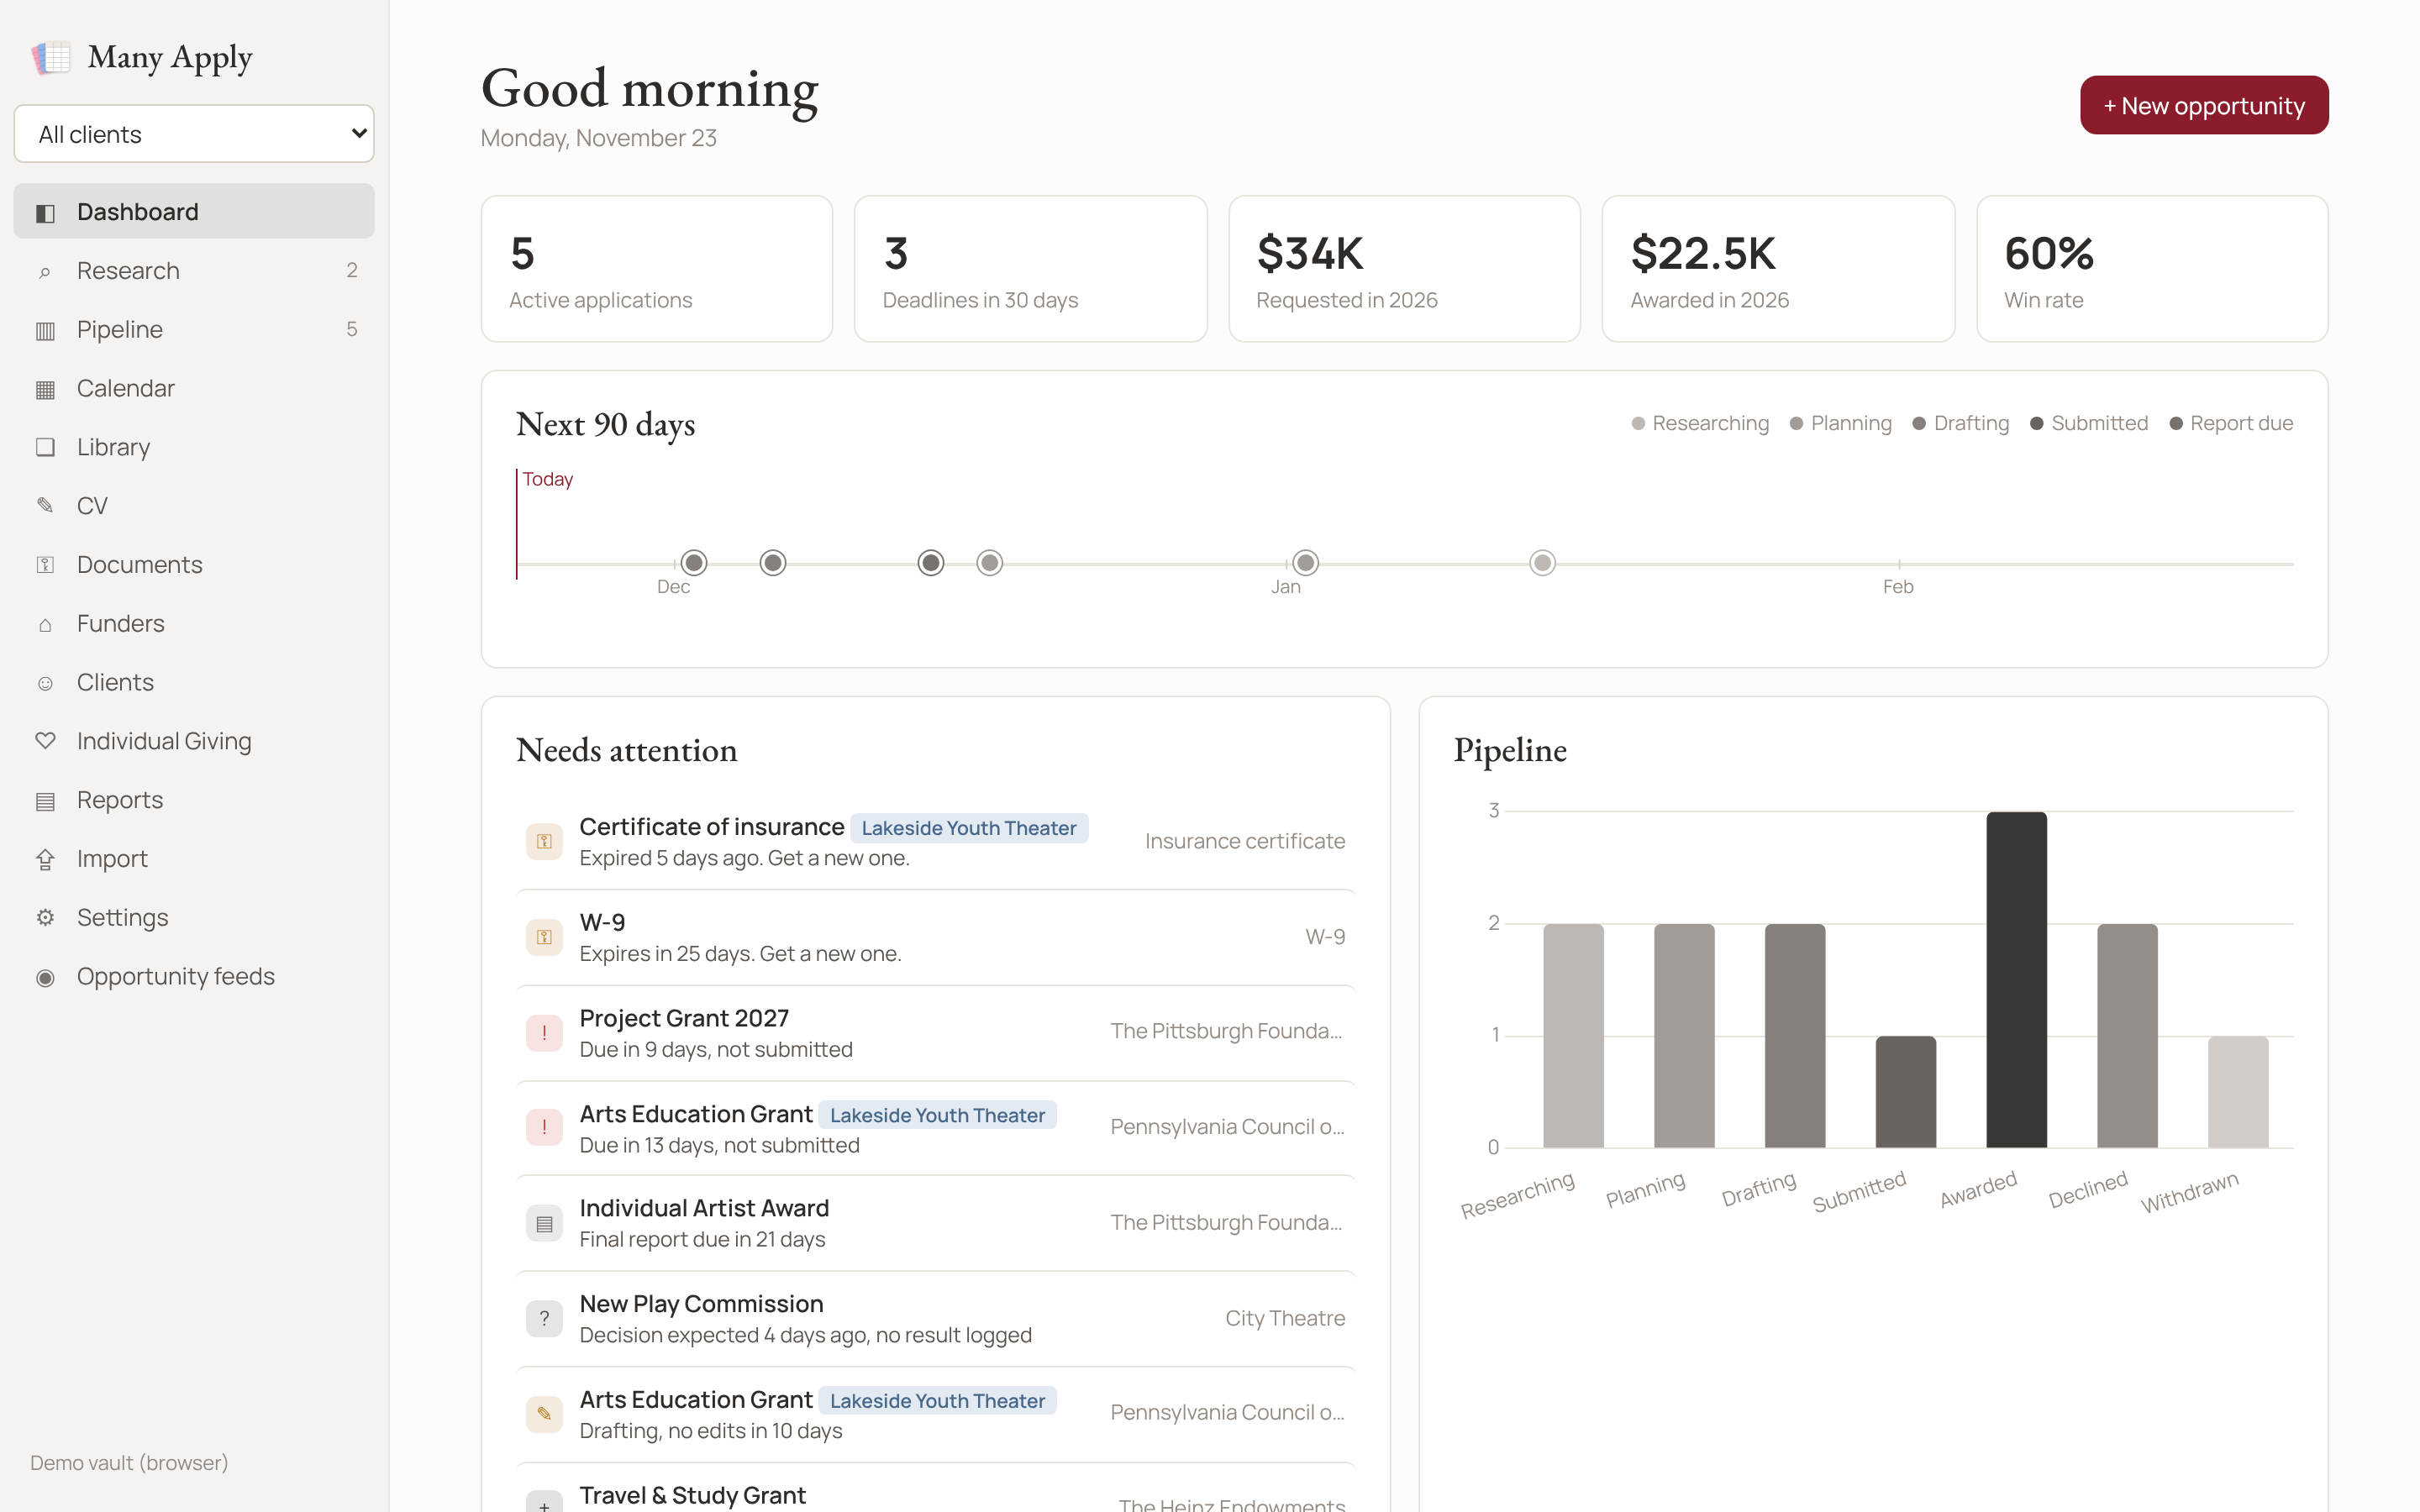 Many Apply
All clients
Dashboard
Research 2
Pipeline 5
Calendar
Library
CV
Documents
Funders
Clients
Individual Giving
Reports
Import
Settings
Opportunity feeds
Demo vault (browser)
Good morning
Monday, November 23
+ New opportunity
5
Active applications
3
Deadlines in 30 days
$34K
Requested in 2026
$22.5K
Awarded in 2026
60%
Win rate
Next 90 days
Researching Planning Drafting Submitted Report due
Today
Dec Jan Feb
Needs attention
Certificate of insurance Lakeside Youth Theater
Expired 5 days ago. Get a new one.
Insurance certificate
W-9
Expires in 25 days. Get a new one.
W-9
! Project Grant 2027
Due in 9 days, not submitted
The Pittsburgh Founda...
! Arts Education Grant Lakeside Youth Theater
Due in 13 days, not submitted
Pennsylvania Council o...
Individual Artist Award
Final report due in 21 days
The Pittsburgh Founda...
? New Play Commission
Decision expected 4 days ago, no result logged
City Theatre
Arts Education Grant Lakeside Youth Theater
Drafting, no edits in 10 days
Pennsylvania Council o...
+ Travel & Study Grant
The Heinz Endowments
Pipeline
3
2
1
0
Researching Planning Drafting Submitted Awarded Declined Withdrawn